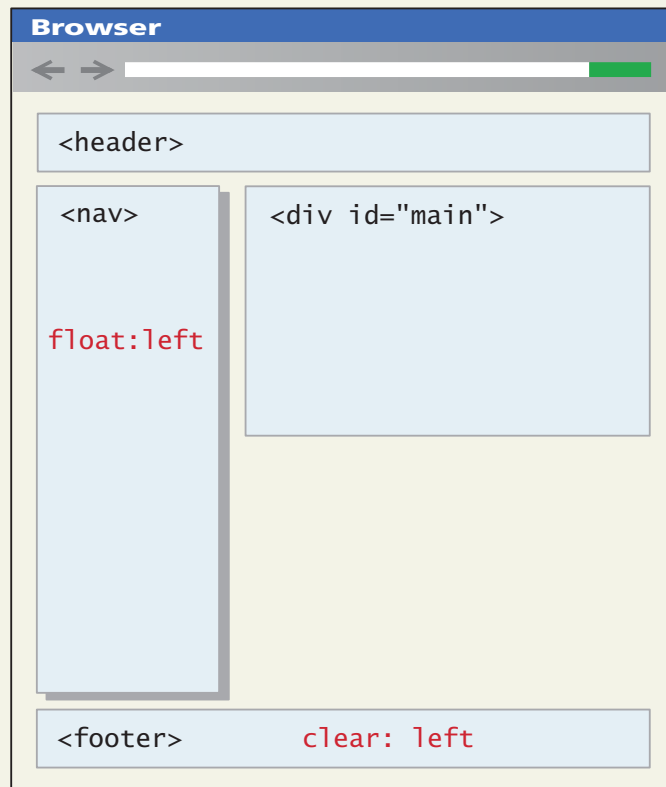 Browser
<header>
<nav>
<div id="main">
float:left
<footer>
clear: left